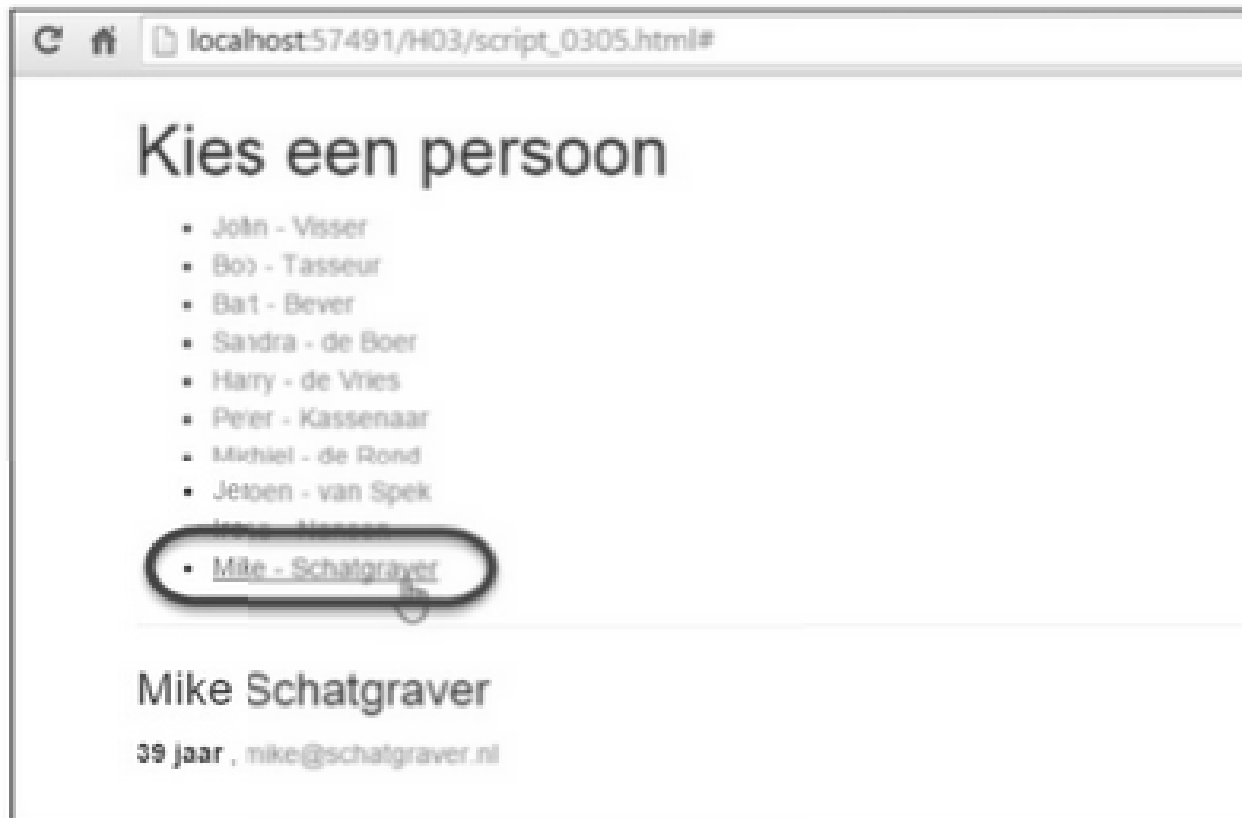 localhost:57491/H03/script_0305.html#
Kies een persoon
John - Visser
Bob - Tasseur
Bart - Bever
Sandra - de Boer
Harry - de Vries
Peter - Kassenaar
Michiel - de Rond
Jeroen - van Spek
Mike - Schatgraver
Mike Schatgraver
39 jaar , mike@schatgraver.nl